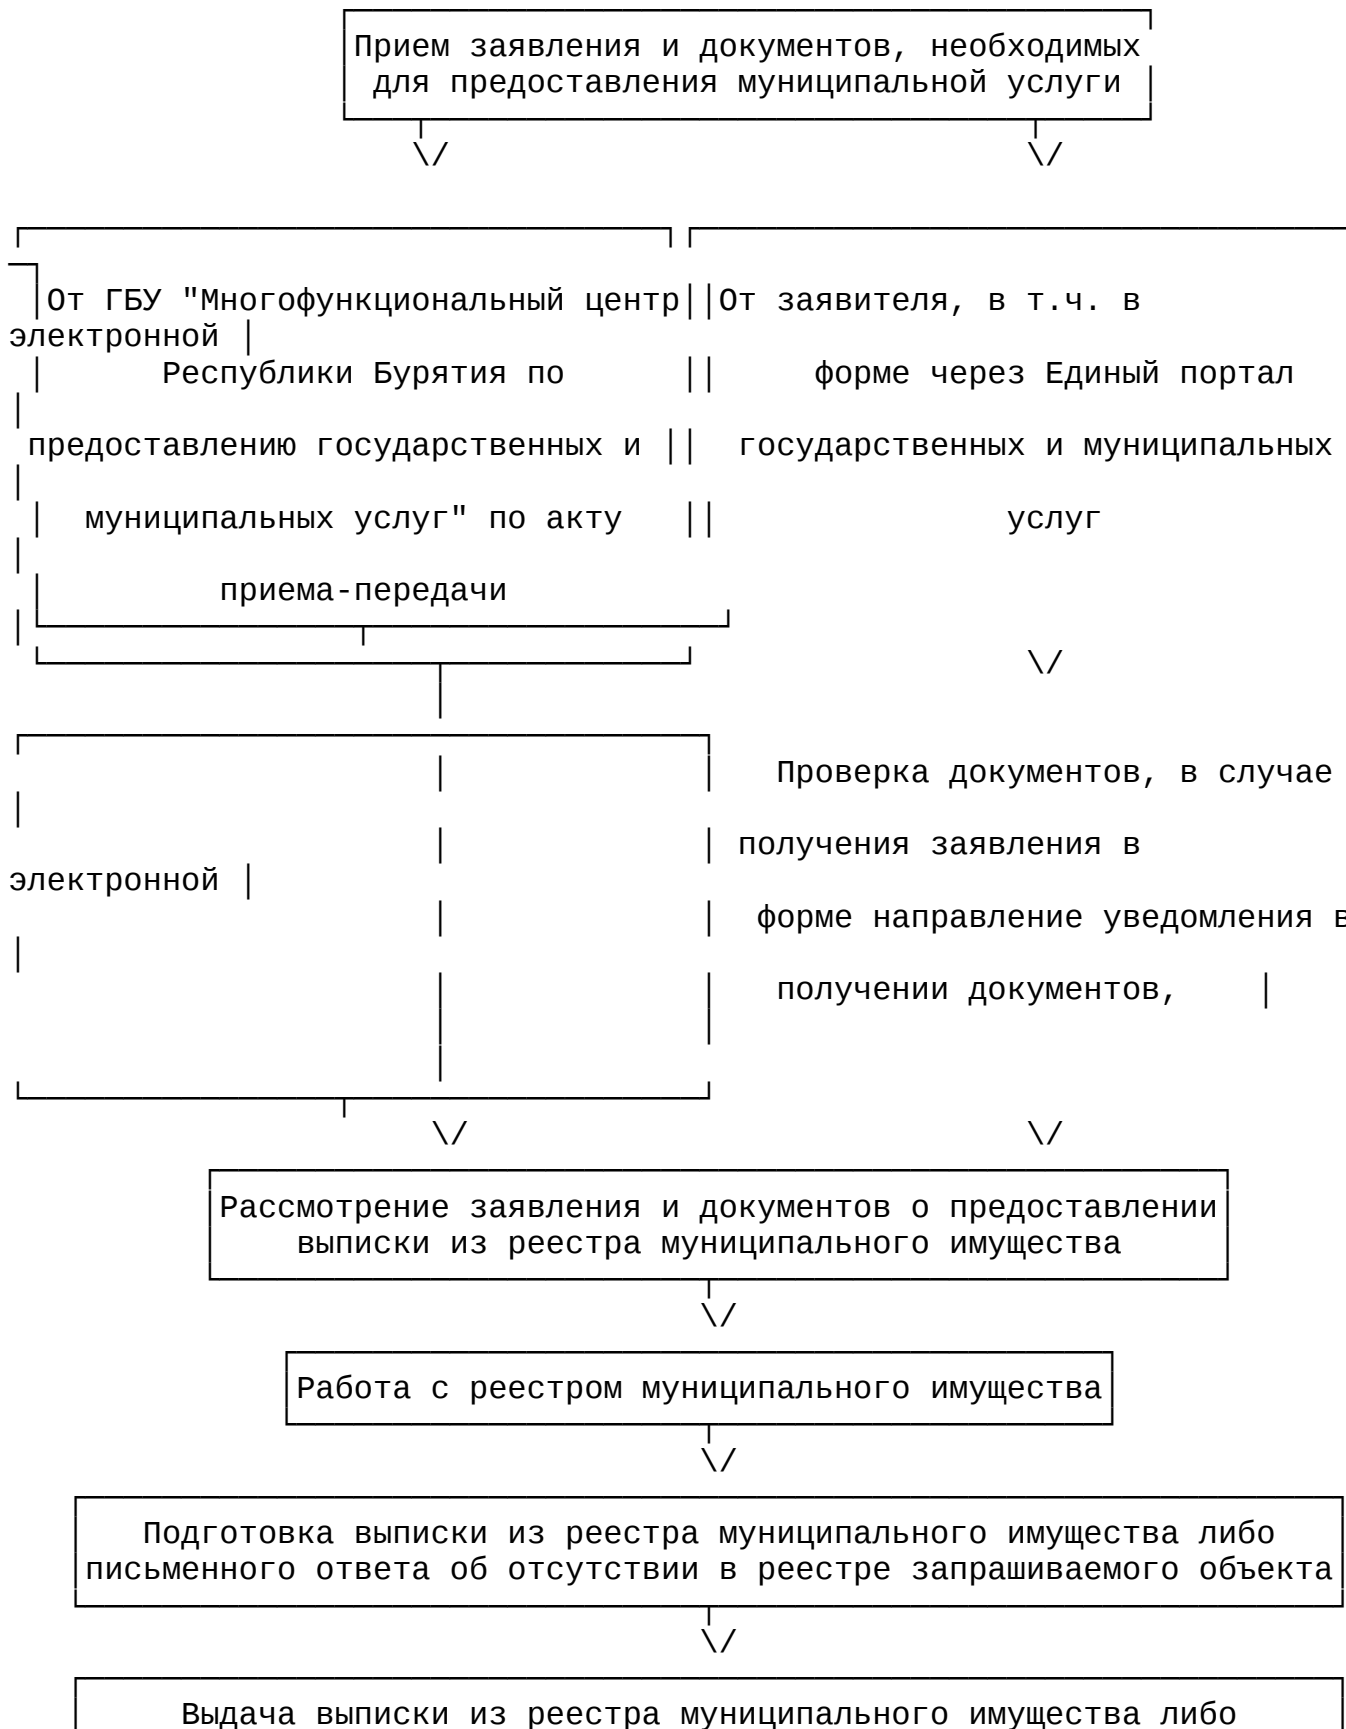 Прием заявления и документов, необходимых
для предоставления муниципальной услуги
От ГБУ "Многофункциональный центр||От заявителя, в т.ч. в
электронной
Республики Бурятия по || форме через Единый портал
предоставлению государственных и || государственных и муниципальных
муниципальных услуг" по акту || услуг
приема-передачи
Проверка документов, в случае
получения заявления в
электронной
форме направление уведомления в
получении документов,
Рассмотрение заявления и документов о предоставлении
выписки из реестра муниципального имущества
Работа с реестром муниципального имущества
Подготовка выписки из реестра муниципального имущества либо
письменного ответа об отсутствии в реестре запрашиваемого объекта
Выдача выписки из реестра муниципального имущества либо